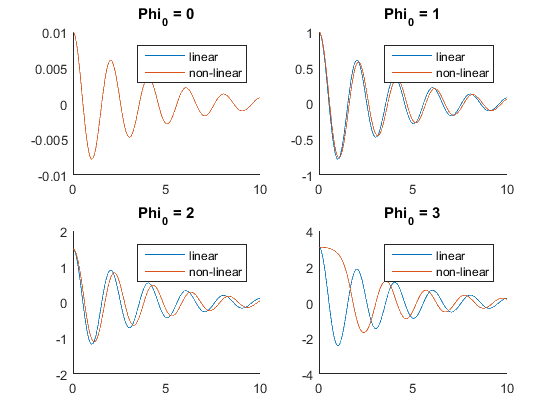 Phi0 = 0
0.01
0.005
0
-0.005
-0.01
0
5
10
linear
non-linear
Phi0 = 1
1
0.5
0
-0.5
-1
0
5
10
linear
non-linear
Phi0 = 2
2
1
0
-1
-2
0
5
10
linear
non-linear
Phi0 = 3
4
2
0
-2
-4
0
5
10
linear
non-linear